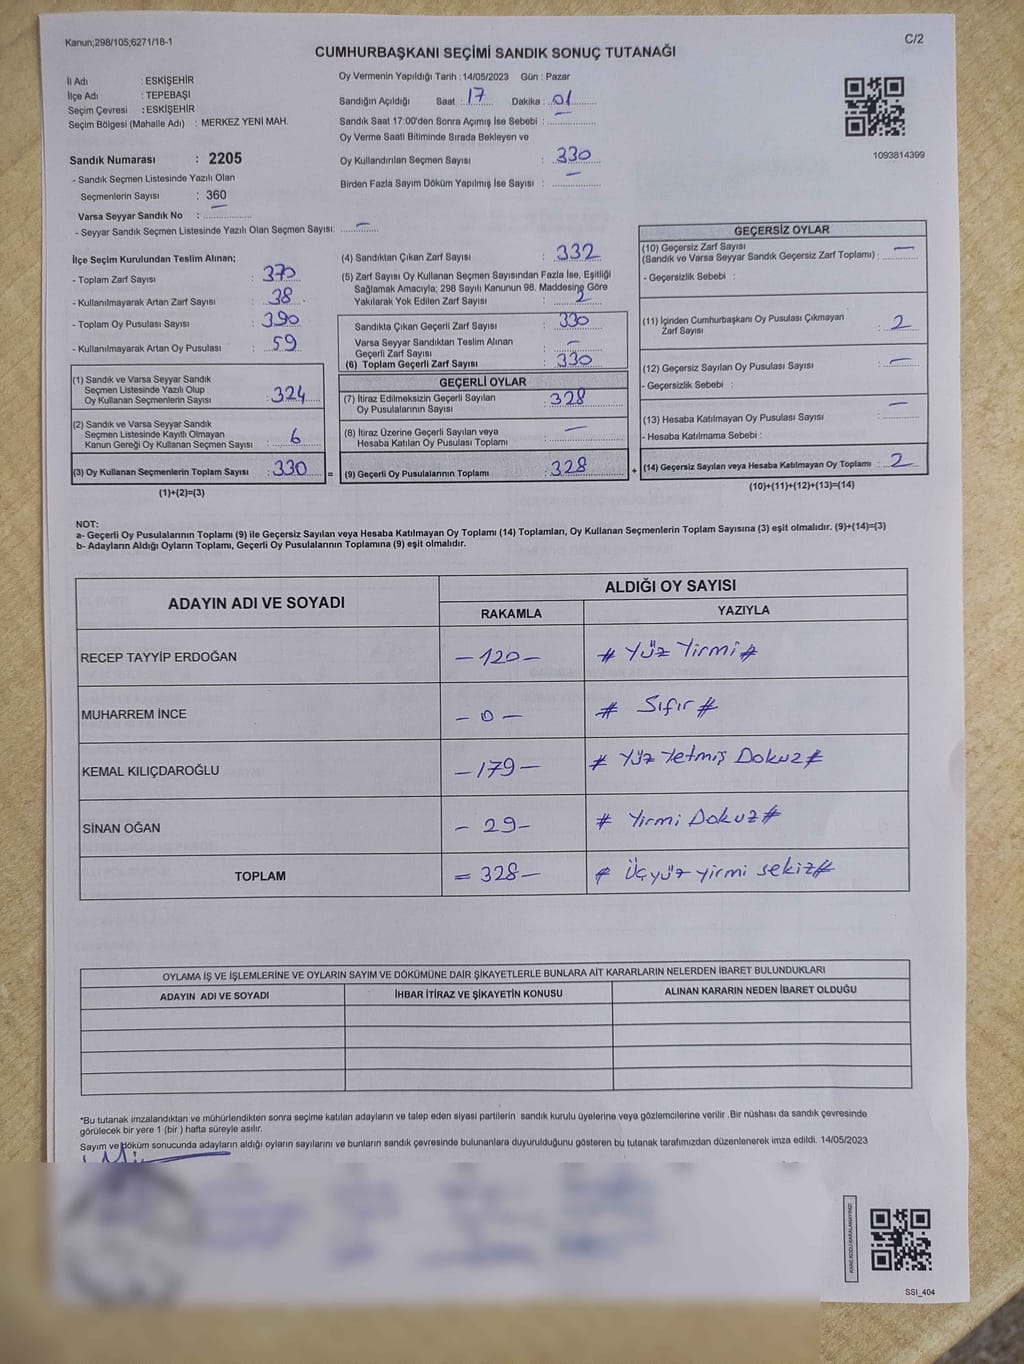 Kanun;298/105;6271/18-1
C/2
CUMHURBAŞKANI SEÇİMİ SANDIK SONUÇ TUTANAĞI
İl Adı : ESKİŞEHİR
İlçe Adı : TEPEBAŞI
Seçim Çevresi : ESKİŞEHİR
Seçim Bölgesi (Mahalle Adı) : MERKEZ YENİ MAH.
Sandık Numarası : 2205
- Sandık Seçmen Listesinde Yazılı Olan
Seçmenlerin Sayısı : 360
Varsa Seyyar Sandık No : –
- Seyyar Sandık Seçmen Listesinde Yazılı Olan Seçmen Sayısı: –
Oy Vermenin Yapıldığı Tarih : 14/05/2023 Gün : Pazar
Sandığın Açıldığı Saat : 17 Dakika : 01
Sandık Saat 17:00'den Sonra Açımış İse Sebebi : –
Oy Verme Saati Bitiminde Sırada Bekleyen ve
Oy Kullandırılan Seçmen Sayısı : 330
Birden Fazla Sayım Döküm Yapılmış İse Sayısı : –
1093814399
İlçe Seçim Kurulundan Teslim Alınan;
- Toplam Zarf Sayısı : 370
- Kullanılmayarak Artan Zarf Sayısı : 38
- Toplam Oy Pusulası Sayısı : 390
- Kullanılmayarak Artan Oy Pusulası : 59
(1) Sandık ve Varsa Seyyar Sandık
Seçmen Listesinde Yazılı Olup
Oy Kullanan Seçmenlerin Sayısı : 324
(2) Sandık ve Varsa Seyyar Sandık
Seçmen Listesinde Kayıtlı Olmayan
Kanun Gereği Oy Kullanan Seçmen Sayısı : 6
(3) Oy Kullanan Seçmenlerin Toplam Sayısı : 330
(1)+(2)=(3)
=
(4) Sandıktan Çıkan Zarf Sayısı : 332
(5) Zarf Sayısı Oy Kullanan Seçmen Sayısından Fazla İse, Eşitliği
Sağlamak Amacıyla; 298 Sayılı Kanunun 98. Maddesine Göre
Yakılarak Yok Edilen Zarf Sayısı : 2
Sandıkta Çıkan Geçerli Zarf Sayısı : 330
Varsa Seyyar Sandıktan Teslim Alınan
Geçerli Zarf Sayısı : –
(6) Toplam Geçerli Zarf Sayısı : 330
GEÇERLİ OYLAR
(7) İtiraz Edilmeksizin Geçerli Sayılan
Oy Pusulalarının Sayısı : 328
(8) İtiraz Üzerine Geçerli Sayılan veya
Hesaba Katılan Oy Pusulası Toplamı : –
(9) Geçerli Oy Pusulalarının Toplamı : 328
+
GEÇERSİZ OYLAR
(10) Geçersiz Zarf Sayısı
(Sandık ve Varsa Seyyar Sandık Geçersiz Zarf Toplamı) : –
- Geçersizlik Sebebi :
(11) İçinden Cumhurbaşkanı Oy Pusulası Çıkmayan
Zarf Sayısı : 2
(12) Geçersiz Sayılan Oy Pusulası Sayısı : –
- Geçersizlik Sebebi :
(13) Hesaba Katılmayan Oy Pusulası Sayısı : –
- Hesaba Katılmama Sebebi :
(14) Geçersiz Sayılan veya Hesaba Katılmayan Oy Toplamı : 2
(10)+(11)+(12)+(13)=(14)
NOT:
a- Geçerli Oy Pusulalarının Toplamı (9) ile Geçersiz Sayılan veya Hesaba Katılmayan Oy Toplamı (14) Toplamları, Oy Kullanan Seçmenlerin Toplam Sayısına (3) eşit olmalıdır. (9)+(14)=(3)
b- Adayların Aldığı Oyların Toplamı, Geçerli Oy Pusulalarının Toplamına (9) eşit olmalıdır.
ADAYIN ADI VE SOYADI
ALDIĞI OY SAYISI
RAKAMLA YAZIYLA
RECEP TAYYİP ERDOĞAN – 120 – # Yüz Yirmi #
MUHARREM İNCE – 0 – # Sıfır #
KEMAL KILIÇDAROĞLU – 179 – # Yüz Yetmiş Dokuz #
SİNAN OĞAN – 29 – # Yirmi Dokuz #
TOPLAM = 328 – # Üçyüz yirmi sekiz #
OYLAMA İŞ VE İŞLEMLERİNE VE OYLARIN SAYIM VE DÖKÜMÜNE DAİR ŞİKAYETLERLE BUNLARA AİT KARARLARIN NELERDEN İBARET BULUNDUKLARI
ADAYIN ADI VE SOYADI İHBAR İTİRAZ VE ŞİKAYETİN KONUSU ALINAN KARARIN NEDEN İBARET OLDUĞU
*Bu tutanak imzalandıktan ve mühürlendikten sonra seçime katılan adayların ve talep eden siyasi partilerin sandık kurulu üyelerine veya gözlemcilerine verilir .Bir nüshası da sandık çevresinde
görülecek bir yere 1 (bir ) hafta süreyle asılır.
Sayım ve döküm sonucunda adayların aldığı oyların sayılarını ve bunların sandık çevresinde bulunanlara duyurulduğunu gösteren bu tutanak tarafımızdan düzenlenerek imza edildi. 14/05/2023
SSI_404